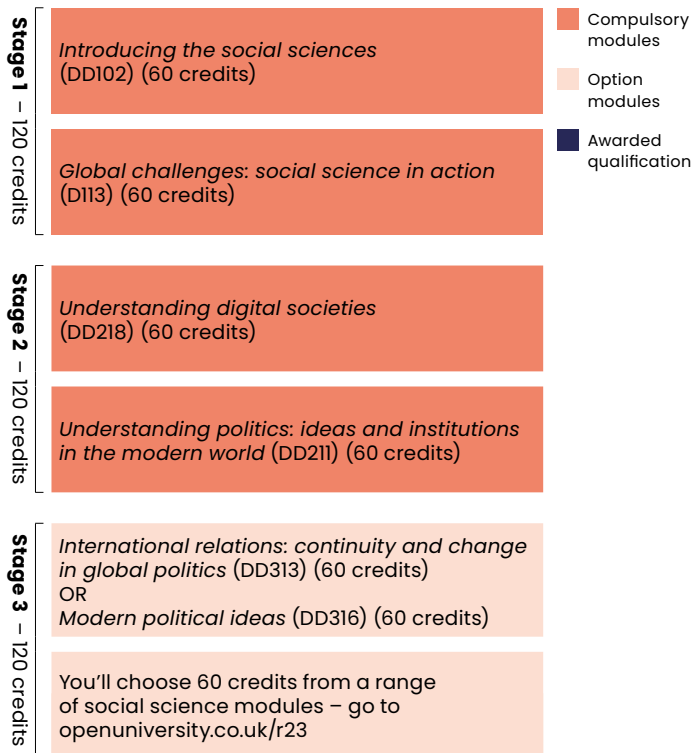 Stage 1 – 120 credits
Introducing the social sciences
(DD102) (60 credits)
Global challenges: social science in action
(D113) (60 credits)
Stage 2 – 120 credits
Understanding digital societies
(DD218) (60 credits)
Understanding politics: ideas and institutions
in the modern world (DD211) (60 credits)
Stage 3 – 120 credits
International relations: continuity and change
in global politics (DD313) (60 credits)
OR
Modern political ideas (DD316) (60 credits)
You’ll choose 60 credits from a range
of social science modules – go to
openuniversity.co.uk/r23
Compulsory
modules
Option
modules
Awarded
qualification